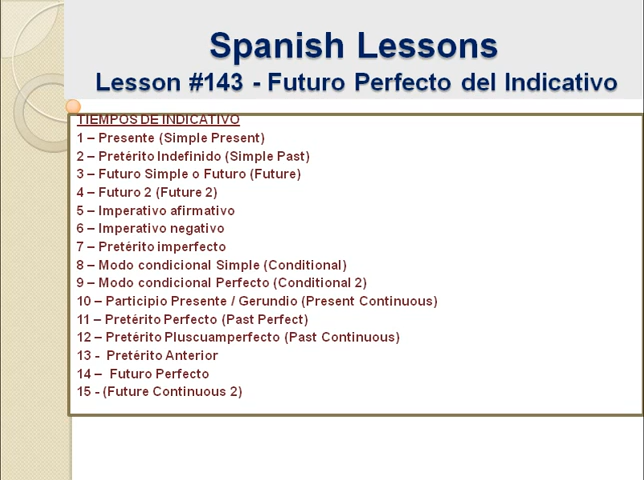 Spanish Lessons
Lesson #143 - Futuro Perfecto del Indicativo
TIEMPOS DE INDICATIVO
1 – Presente (Simple Present)
2 – Pretérito Indefinido (Simple Past)
3 – Futuro Simple o Futuro (Future)
4 – Futuro 2 (Future 2)
5 – Imperativo afirmativo
6 – Imperativo negativo
7 – Pretérito imperfecto
8 – Modo condicional Simple (Conditional)
9 – Modo condicional Perfecto (Conditional 2)
10 – Participio Presente / Gerundio (Present Continuous)
11 – Pretérito Perfecto (Past Perfect)
12 – Pretérito Pluscuamperfecto (Past Continuous)
13 - Pretérito Anterior
14 – Futuro Perfecto
15 - (Future Continuous 2)